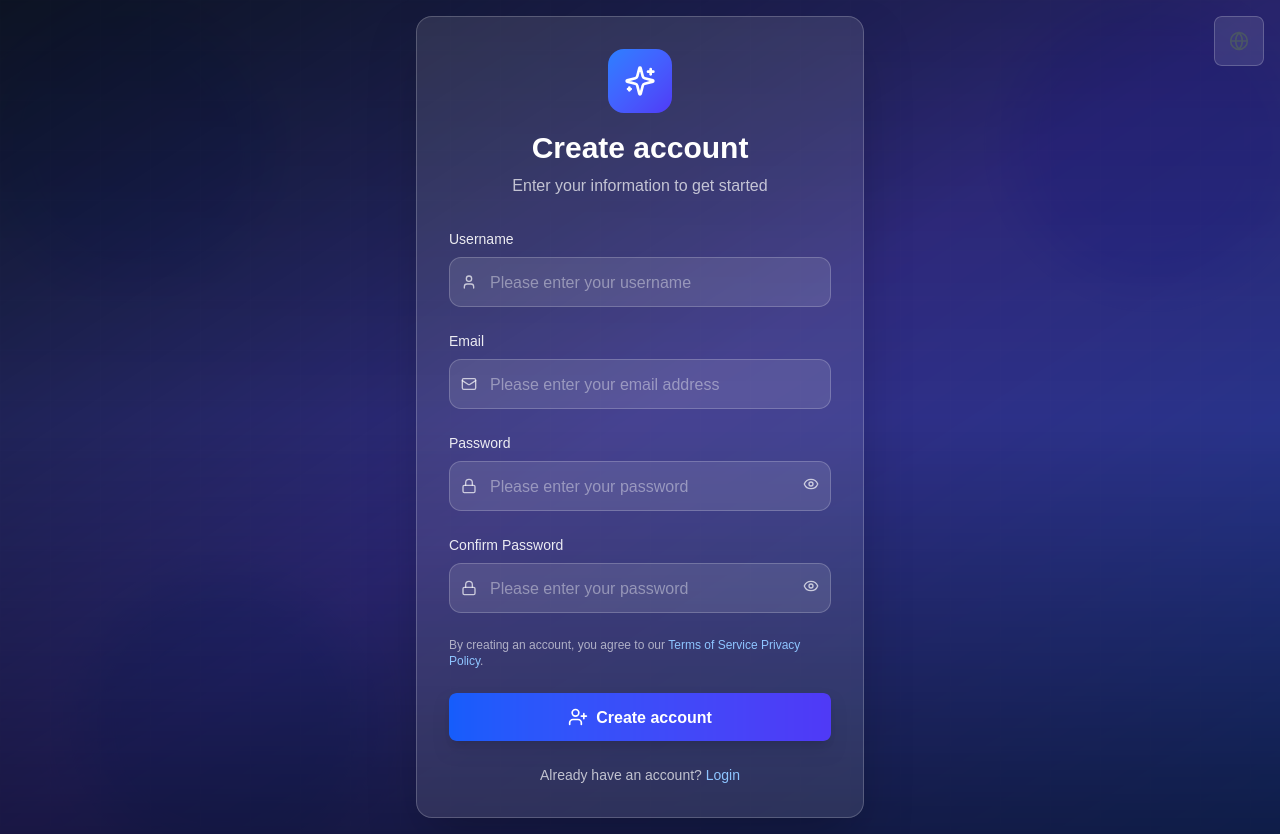 Create account
Enter your information to get started
Username
Please enter your username
Email
Please enter your email address
Password
Please enter your password
Confirm Password
Please enter your password
By creating an account, you agree to our Terms of Service Privacy
Policy.
Create account
Already have an account? Login